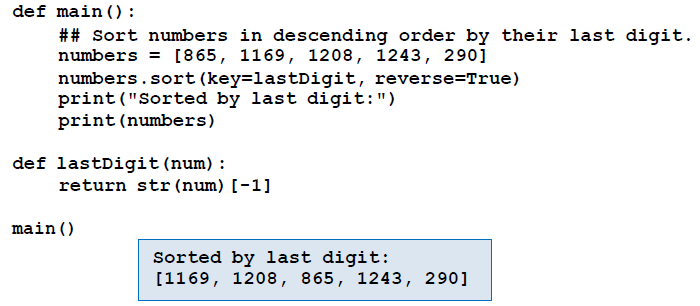 def main():
    ## Sort numbers in descending order by their last digit.
    numbers = [865, 1169, 1208, 1243, 290]
    numbers.sort(key=lastDigit, reverse=True)
    print("Sorted by last digit:")
    print(numbers)
def lastDigit(num):
    return str(num)[-1]
main()
Sorted by last digit:
[1169, 1208, 865, 1243, 290]